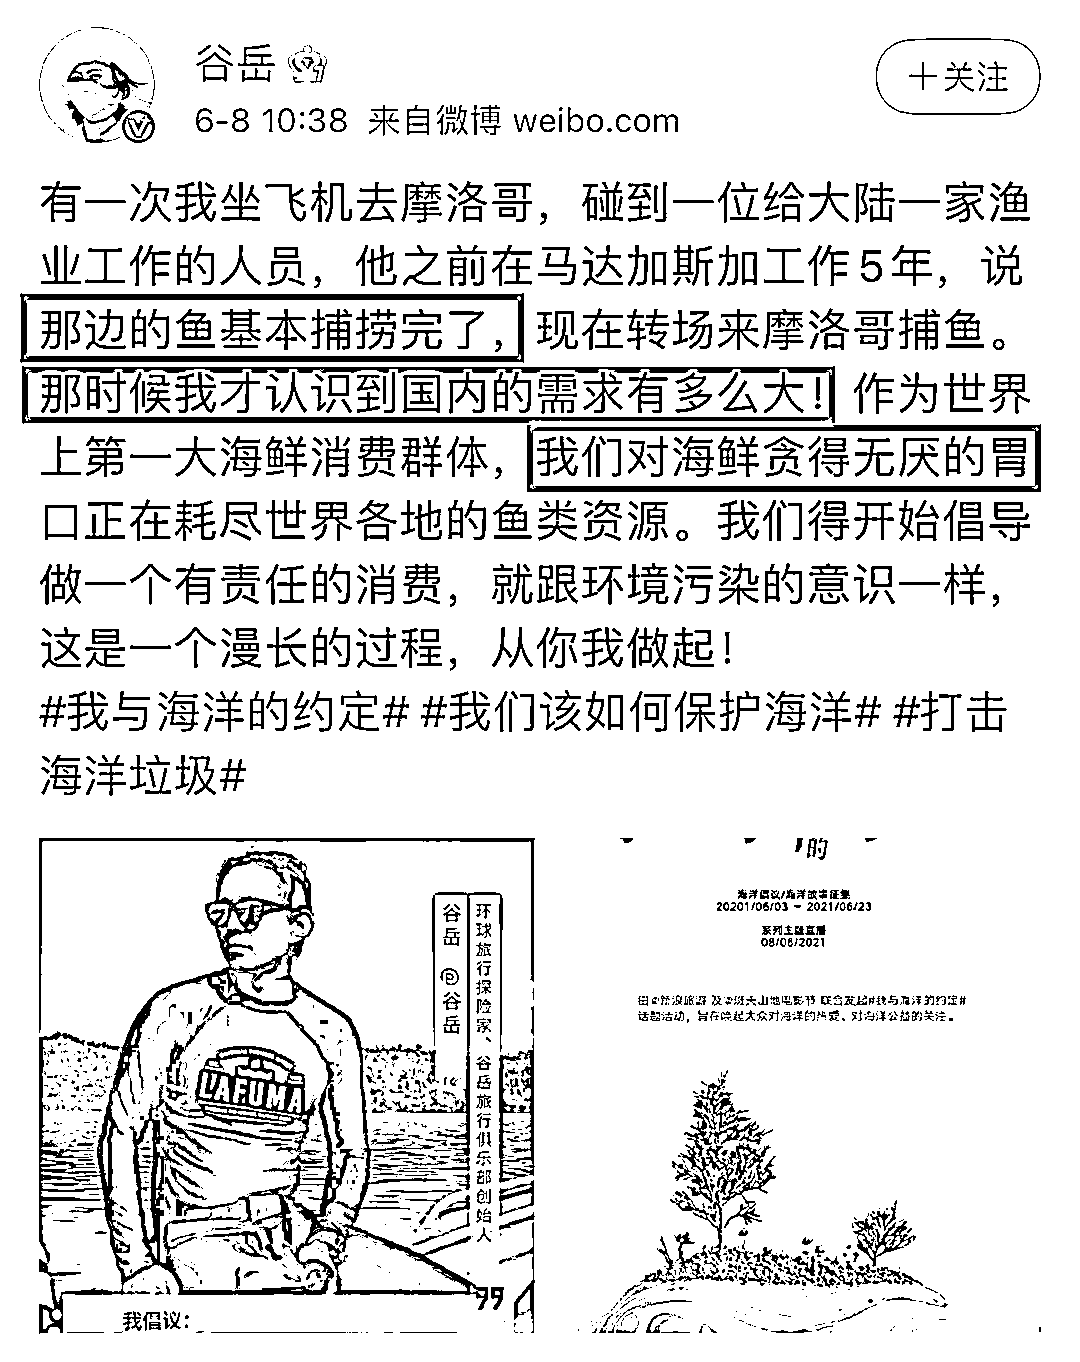 谷岳
+关注
6-8 10:38 来自微博 weibo.com
有一次我坐飞机去摩洛哥，碰到一位给大陆一家渔
业工作的人员，他之前在马达加斯加工作5年，说
那边的鱼基本捕捞完了，现在转场来摩洛哥捕鱼。
那时候我才认识到国内的需求有多么大！作为世界
上第一大海鲜消费群体，我们对海鲜贪得无厌的胃
口正在耗尽世界各地的鱼类资源。我们得开始倡导
做一个有责任的消费，就跟环境污染的意识一样，
这是一个漫长的过程，从你我做起！
#我与海洋的约定# #我们该如何保护海洋# #打击
海洋垃圾#
环球旅行探险家、谷岳旅行俱乐部创始人
谷岳 @谷岳
LAFUMA
我倡议：
的
海洋倡议/海洋故事征集
20201/06/03 - 2021/06/23
系列主题直播
08/06/2021
话题活动，旨在唤起大众对海洋的热爱、对海洋公益的关注。